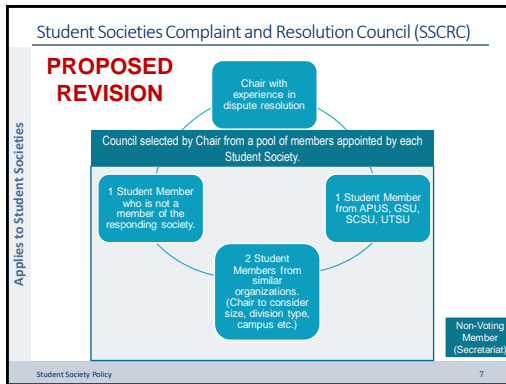 Student Societies Complaint and Resolution Council (SSCRC)
PROPOSED
REVISION
Chair with
experience in
dispute resolution
Applies to Student Societies
Council selected by Chair from a pool of members appointed by each
Student Society.
1 Student Member
who is not a
member of the
responding society.
1 Student Member
from APUS, GSU,
SCSU, UTSU
2 Student
Members from
similar
organizations.
(Chair to consider
size, division type,
campus etc.)
Non-Voting
Member
(Secretariat)
Student Society Policy
7